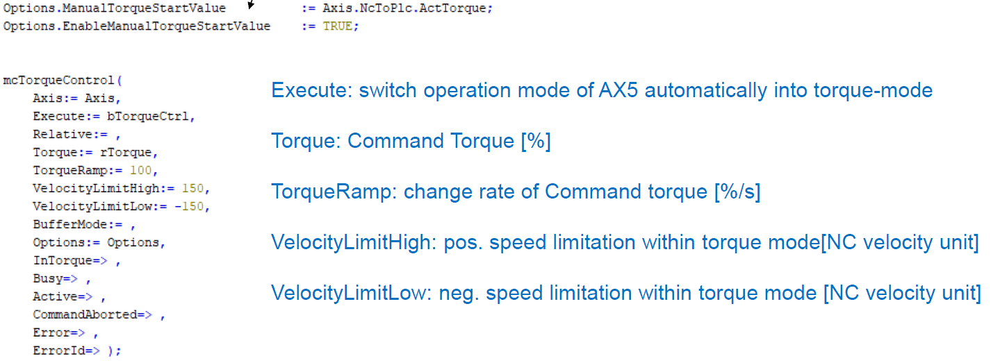 Options.ManualTorqueStartValue := Axis.NcToPlc.ActTorque;
Options.EnableManualTorqueStartValue := TRUE;
mcTorqueControl(
Axis:= Axis,
Execute:= bTorqueCtrl,
Relative:= ,
Torque:= rTorque,
TorqueRamp:= 100,
VelocityLimitHigh:= 150,
VelocityLimitLow:= -150,
BufferMode:= ,
Options:= Options,
InTorque=> ,
Busy=> ,
Active=> ,
CommandAborted=> ,
Error=> ,
ErrorId=> );
Execute: switch operation mode of AX5 automatically into torque-mode
Torque: Command Torque [%]
TorqueRamp: change rate of Command torque [%/s]
VelocityLimitHigh: pos. speed limitation within torque mode[NC velocity unit]
VelocityLimitLow: neg. speed limitation within torque mode [NC velocity unit]